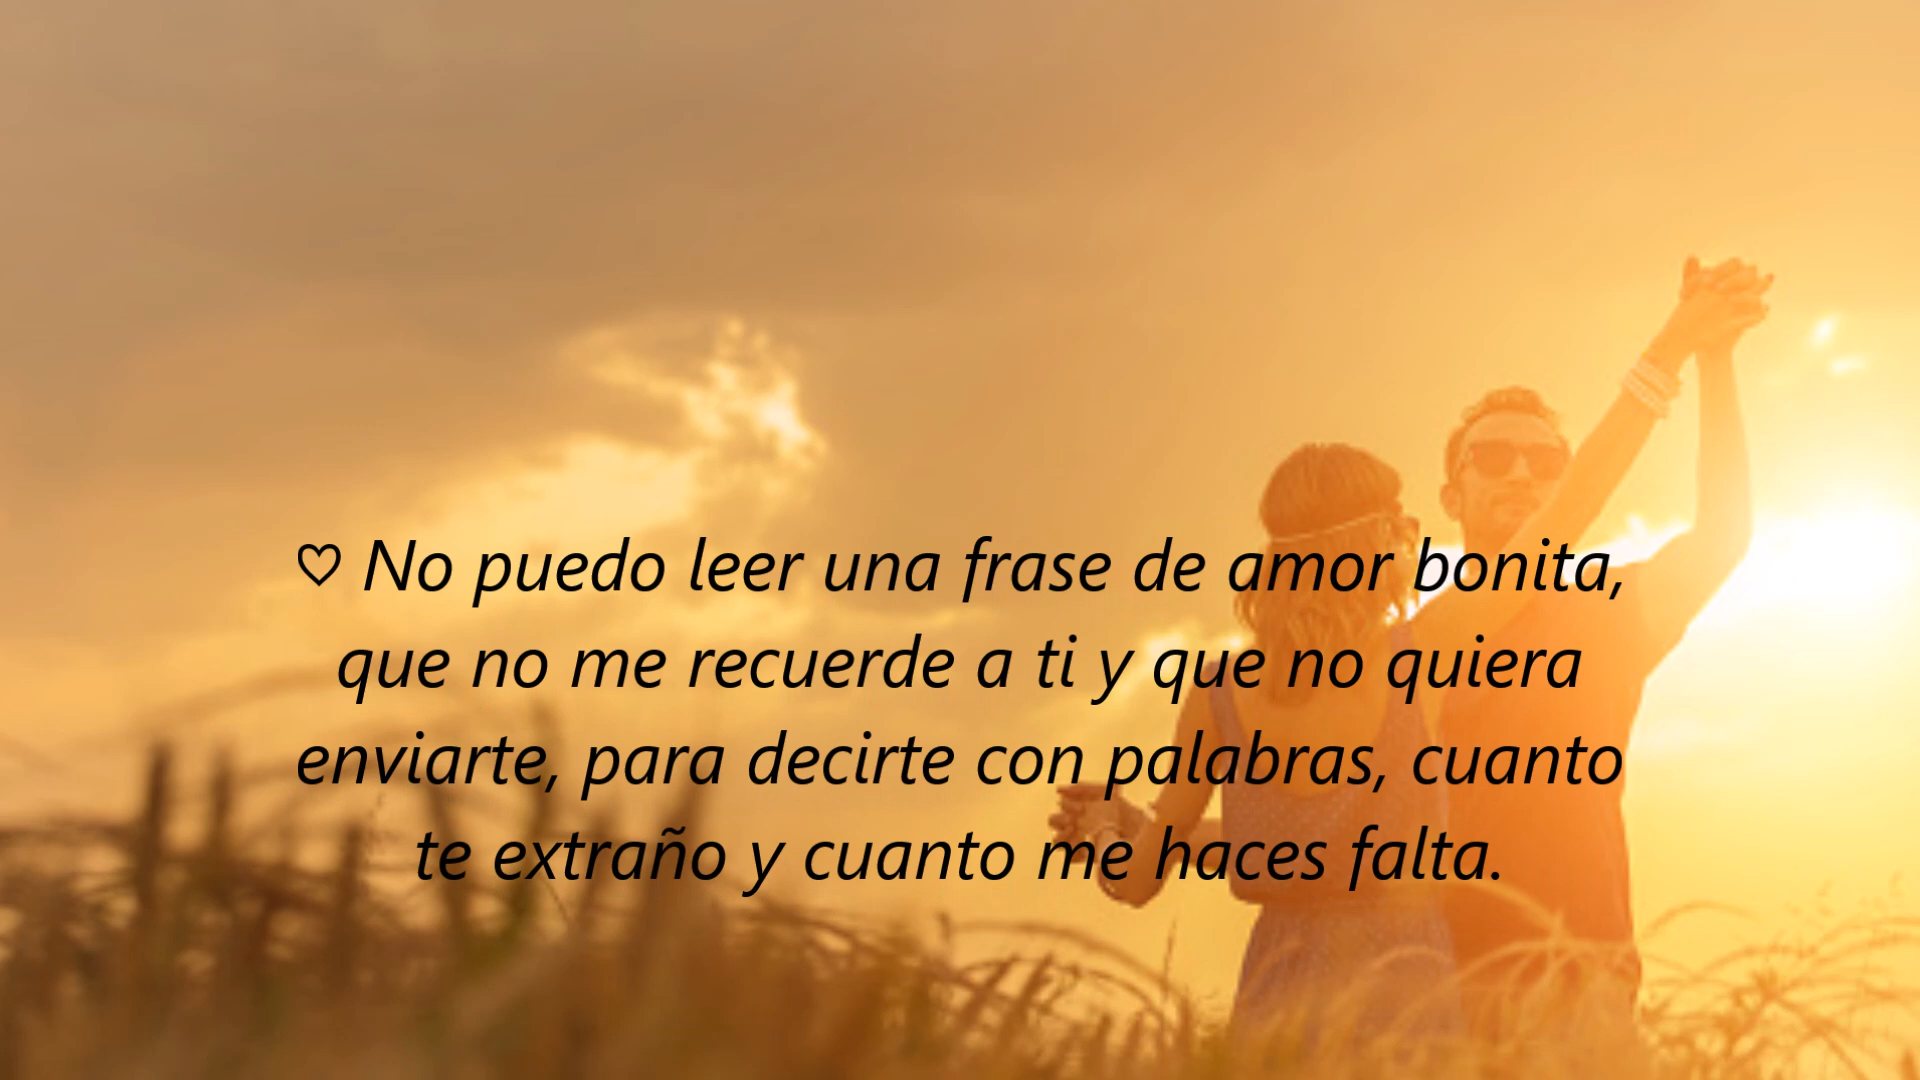 ♡ No puedo leer una frase de amor bonita,
que no me recuerde a ti y que no quiera
enviarte, para decirte con palabras, cuanto
te extraño y cuanto me haces falta.